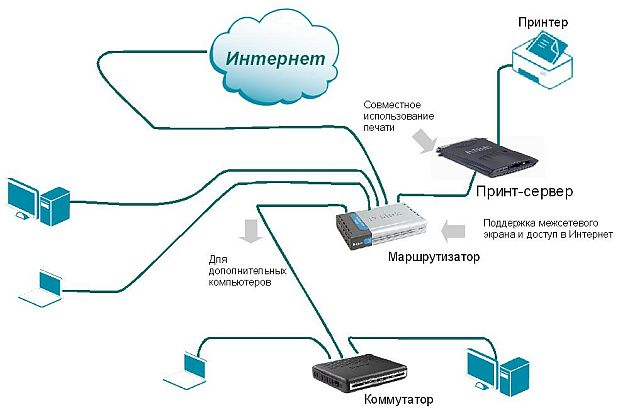 Принтер
Интернет
Совместное
использование
печати
Принт-сервер
Поддержка межсетевого
экрана и доступ в Интернет
Маршрутизатор
Для
дополнительных
компьютеров
Коммутатор